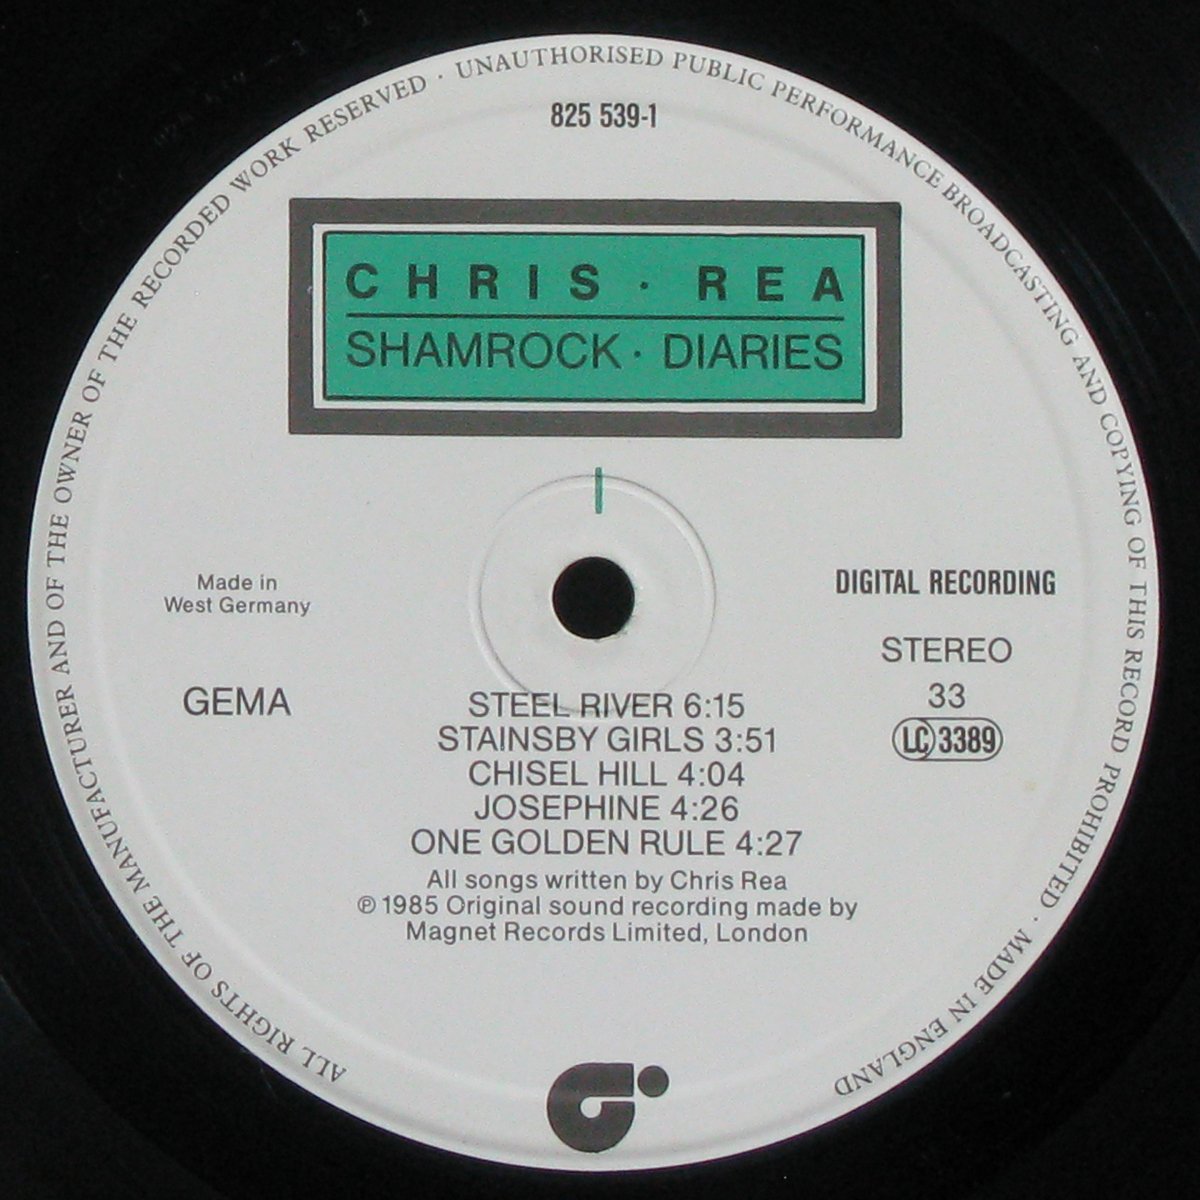 ALL RIGHTS OF THE MANUFACTURER AND OF THE OWNER OF THE RECORDED WORK RESERVED · UNAUTHORISED PUBLIC PERFORMANCE BROADCASTING AND COPYING OF THIS RECORD PROHIBITED · MADE IN ENGLAND
825 539-1
CHRIS · REA
SHAMROCK · DIARIES
Made in
West Germany
GEMA
DIGITAL RECORDING
STEREO
33
LC 3389
STEEL RIVER 6:15
STAINSBY GIRLS 3:51
CHISEL HILL 4:04
JOSEPHINE 4:26
ONE GOLDEN RULE 4:27
All songs written by Chris Rea
℗ 1985 Original sound recording made by
Magnet Records Limited, London